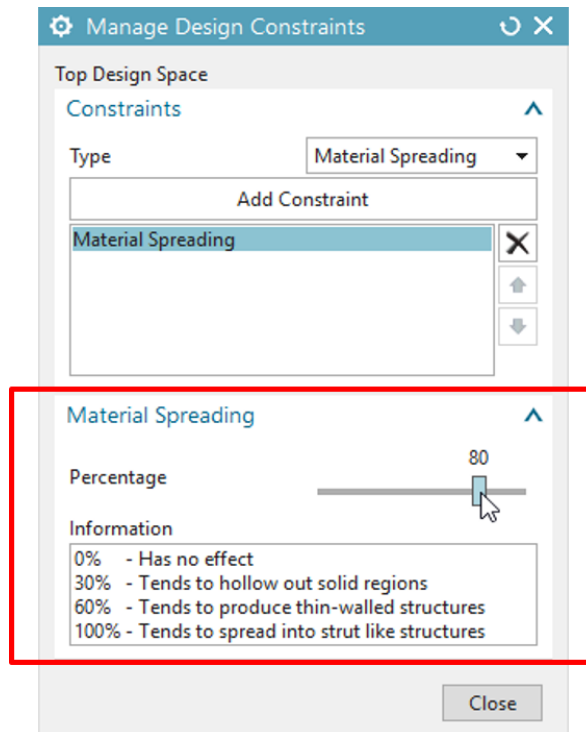 Manage Design Constraints
Top Design Space
Constraints
Type Material Spreading
Add Constraint
Material Spreading
Material Spreading
80
Percentage
Information
0% - Has no effect
30% - Tends to hollow out solid regions
60% - Tends to produce thin-walled structures
100% - Tends to spread into strut like structures
Close